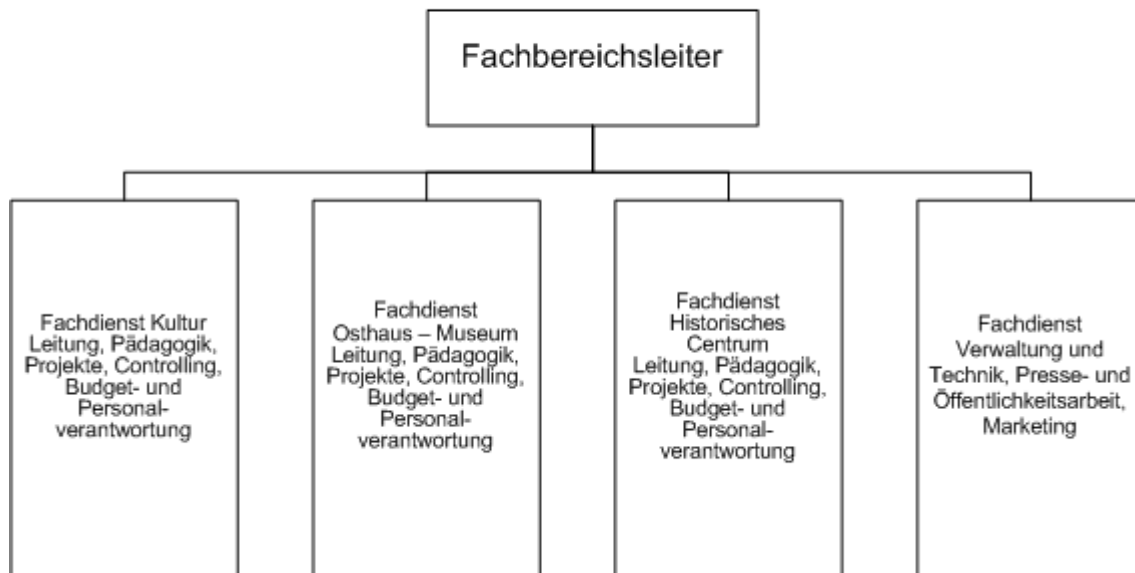 Fachbereichsleiter
Fachdienst Kultur
Leitung, Pädagogik,
Projekte, Controlling,
Budget- und
Personal-
verantwortung
Fachdienst
Osthaus – Museum
Leitung, Pädagogik,
Projekte, Controlling,
Budget- und
Personal-
verantwortung
Fachdienst
Historisches
Centrum
Leitung, Pädagogik,
Projekte, Controlling,
Budget- und
Personal-
verantwortung
Fachdienst
Verwaltung und
Technik, Presse- und
Öffentlichkeitsarbeit,
Marketing